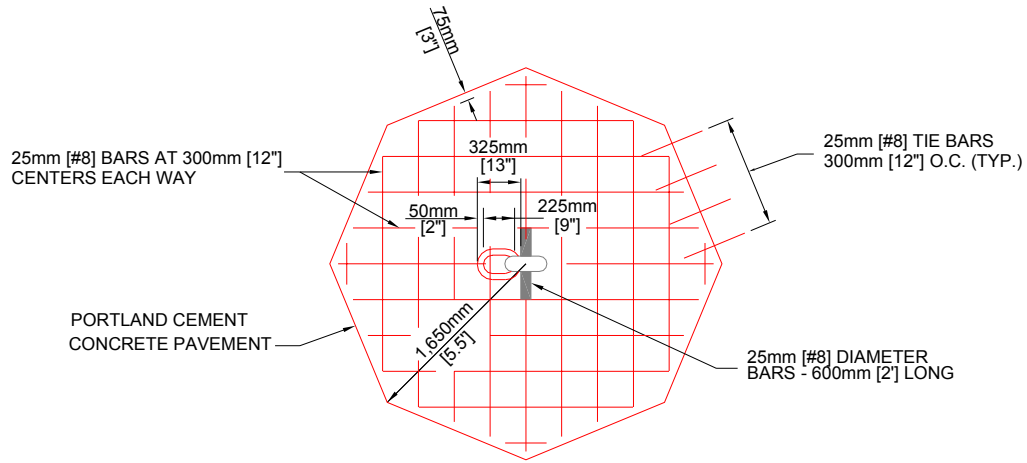 75mm
[3"]
325mm
[13"]
25mm [#8] BARS AT 300mm [12"]
CENTERS EACH WAY
25mm [#8] TIE BARS
300mm [12"] O.C. (TYP.)
50mm
[2"]
225mm
[9"]
PORTLAND CEMENT
CONCRETE PAVEMENT
1,650mm
[5.5']
25mm [#8] DIAMETER
BARS - 600mm [2'] LONG